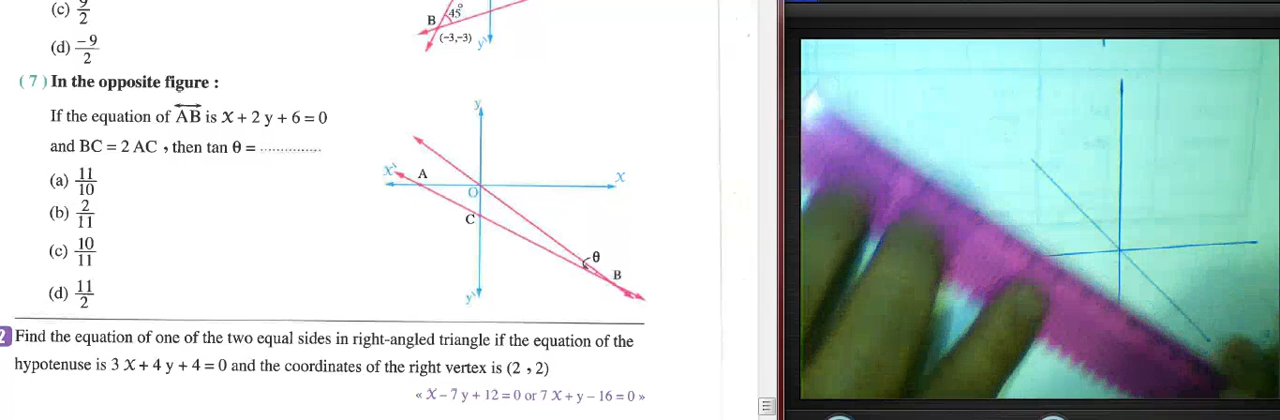 (c) 9/2
(d) -9/2
B 45°
(-3,-3) y'
(7) In the opposite figure :
If the equation of AB is X + 2 y + 6 = 0
and BC = 2 AC , then tan θ = ..............
(a) 11/10
(b) 2/11
(c) 10/11
(d) 11/2
y
X' A X
O
C
θ
B
y'
2 Find the equation of one of the two equal sides in right-angled triangle if the equation of the
hypotenuse is 3 X + 4 y + 4 = 0 and the coordinates of the right vertex is (2 , 2)
« X – 7 y + 12 = 0 or 7 X + y – 16 = 0 »